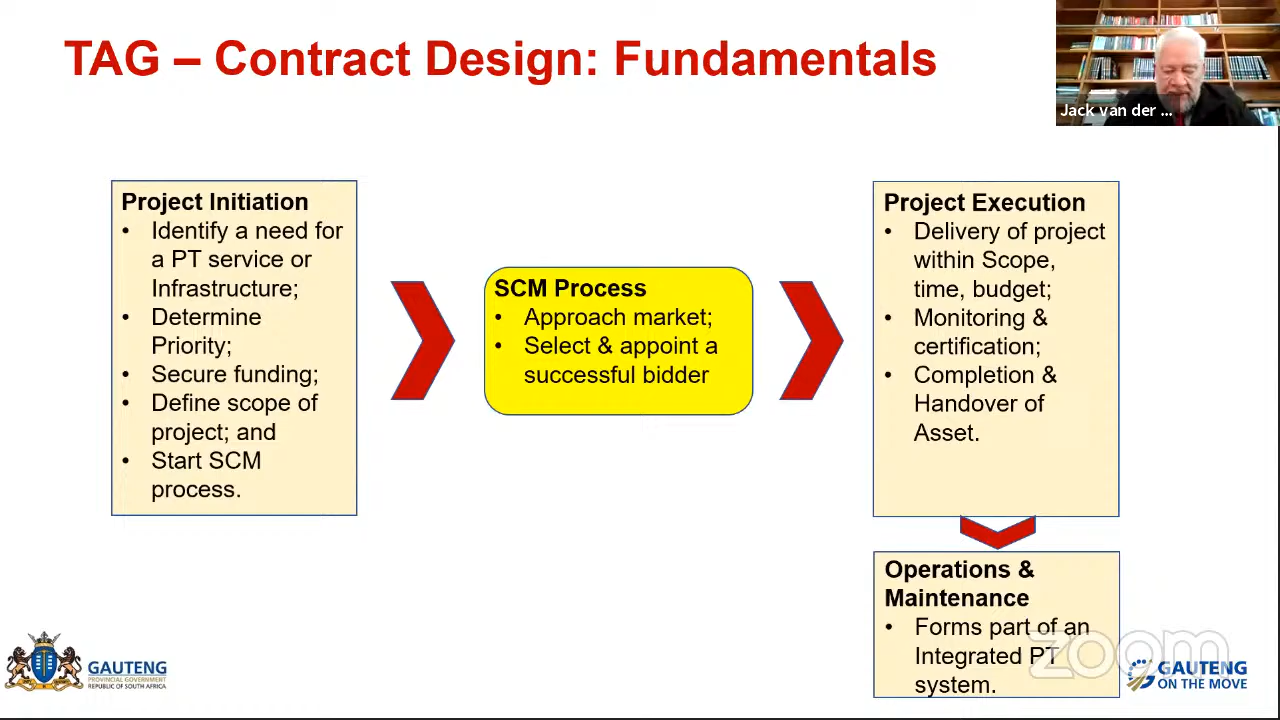 TAG – Contract Design: Fundamentals
Jack van der ...
Project Initiation
• Identify a need for
a PT service or
Infrastructure;
• Determine
Priority;
• Secure funding;
• Define scope of
project; and
• Start SCM
process.
SCM Process
• Approach market;
• Select & appoint a
successful bidder
Project Execution
• Delivery of project
within Scope,
time, budget;
• Monitoring &
certification;
• Completion &
Handover of
Asset.
Operations &
Maintenance
• Forms part of an
Integrated PT
system.
zoom
GAUTENG
PROVINCIAL GOVERNMENT
REPUBLIC OF SOUTH AFRICA
GAUTENG
ON THE MOVE